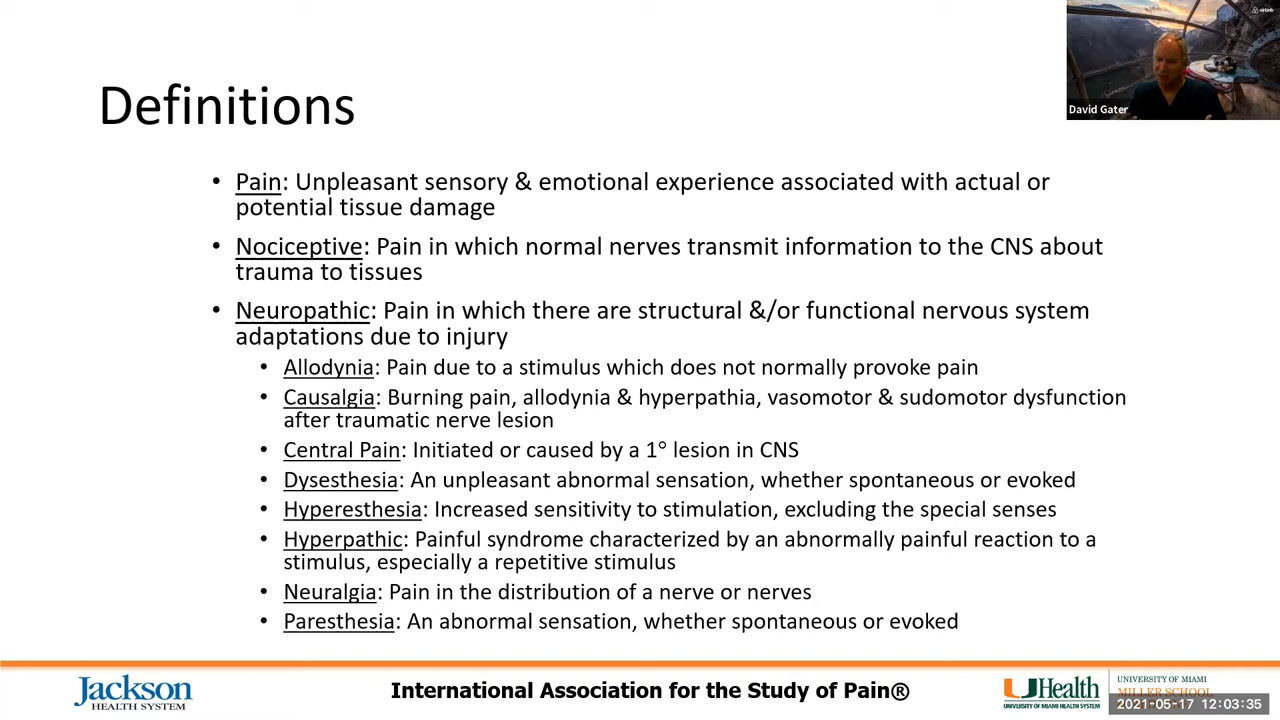 airbnb
David Gater
Definitions
• Pain: Unpleasant sensory & emotional experience associated with actual or
potential tissue damage
• Nociceptive: Pain in which normal nerves transmit information to the CNS about
trauma to tissues
• Neuropathic: Pain in which there are structural &/or functional nervous system
adaptations due to injury
• Allodynia: Pain due to a stimulus which does not normally provoke pain
• Causalgia: Burning pain, allodynia & hyperpathia, vasomotor & sudomotor dysfunction
after traumatic nerve lesion
• Central Pain: Initiated or caused by a 1° lesion in CNS
• Dysesthesia: An unpleasant abnormal sensation, whether spontaneous or evoked
• Hyperesthesia: Increased sensitivity to stimulation, excluding the special senses
• Hyperpathic: Painful syndrome characterized by an abnormally painful reaction to a
stimulus, especially a repetitive stimulus
• Neuralgia: Pain in the distribution of a nerve or nerves
• Paresthesia: An abnormal sensation, whether spontaneous or evoked
Jackson
HEALTH SYSTEM
International Association for the Study of Pain®
UHealth
UNIVERSITY OF MIAMI HEALTH SYSTEM
UNIVERSITY OF MIAMI
MILLER SCHOOL
2021-05-17 12:03:35